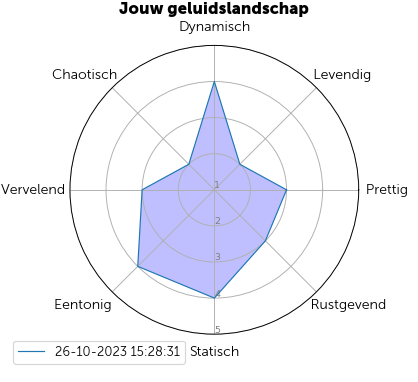 Jouw geluidslandschap
Dynamisch
Chaotisch
Levendig
Vervelend
Prettig
1
2
3
4
Eentonig
Rustgevend
5
26-10-2023 15:28:31
Statisch